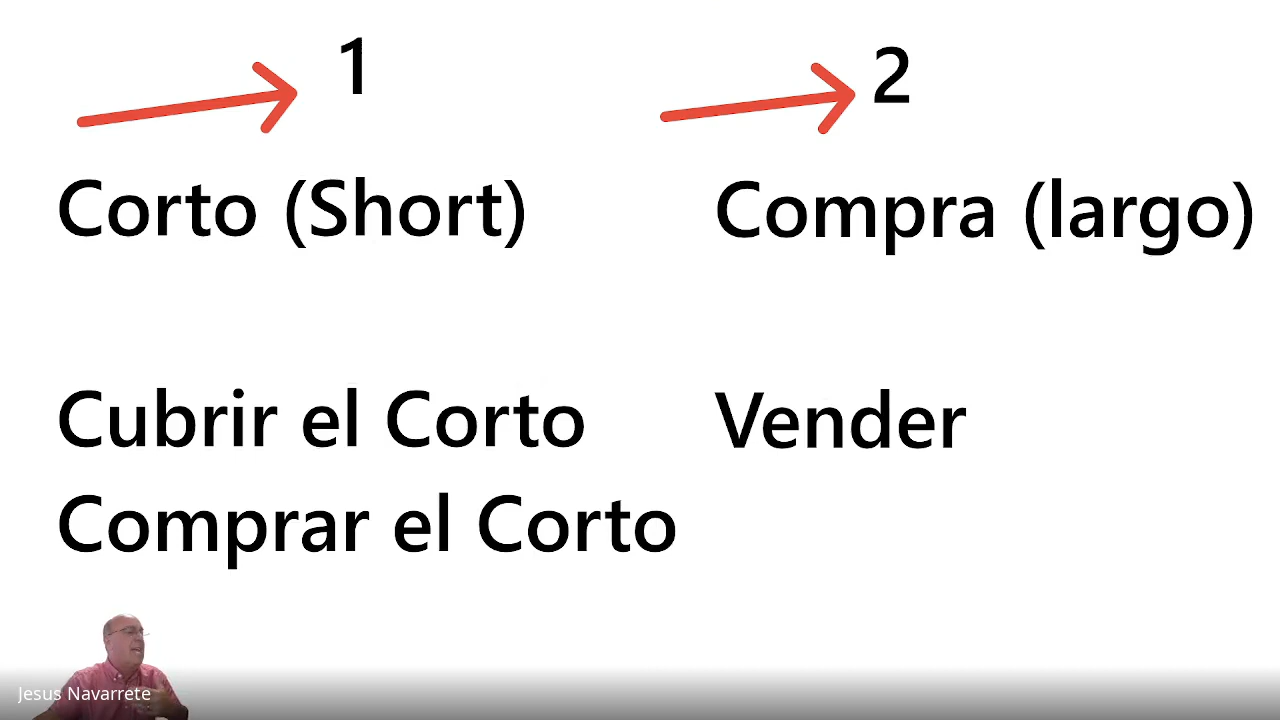 1
2
Corto (Short)
Compra (largo)
Cubrir el Corto
Vender
Comprar el Corto
Jesus Navarrete